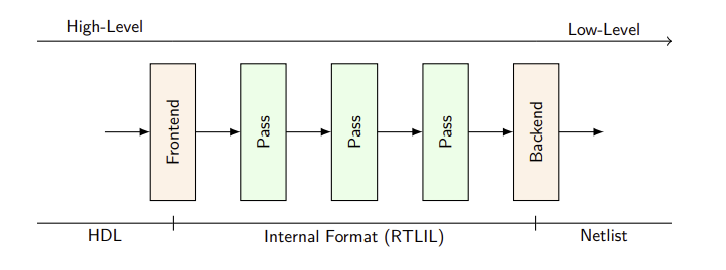 High-Level
Low-Level
Frontend
Pass
Pass
Pass
Backend
HDL
Internal Format (RTLIL)
Netlist